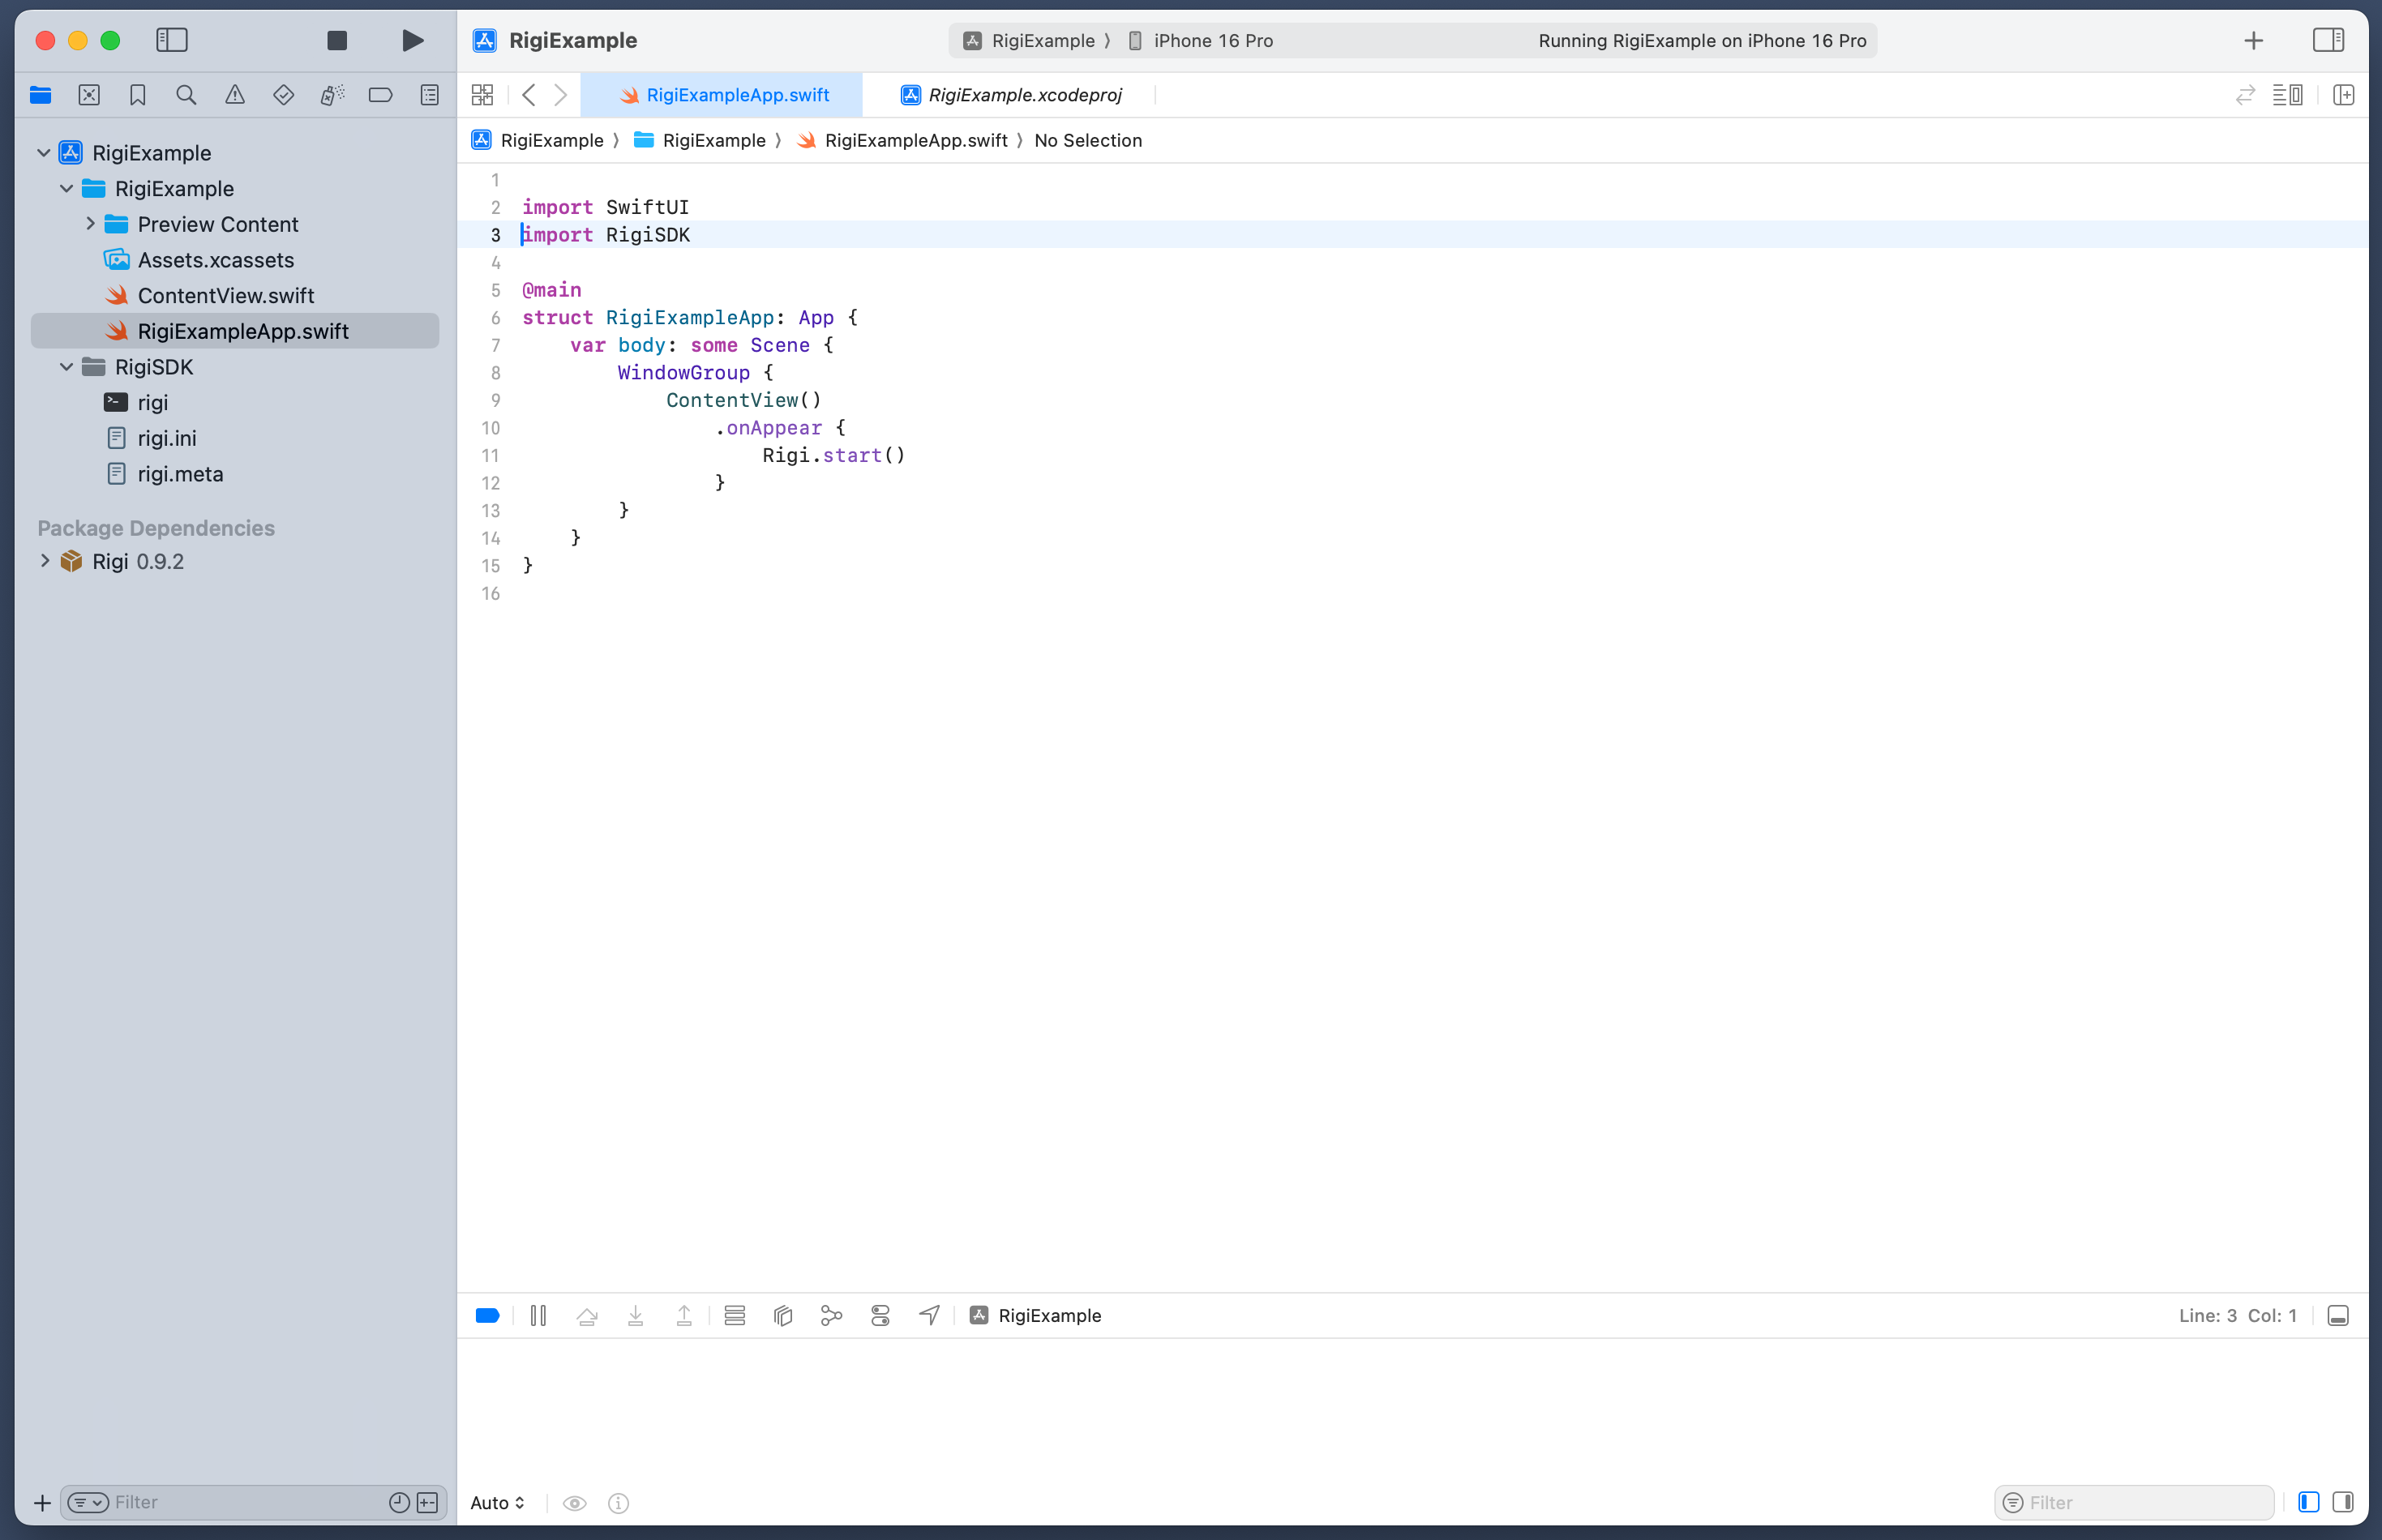 RigiExample
RigiExample ⟩ iPhone 16 Pro
Running RigiExample on iPhone 16 Pro
RigiExampleApp.swift
RigiExample.xcodeproj
RigiExample ⟩ RigiExample ⟩ RigiExampleApp.swift ⟩ No Selection
RigiExample
RigiExample
Preview Content
Assets.xcassets
ContentView.swift
RigiExampleApp.swift
RigiSDK
rigi
rigi.ini
rigi.meta
Package Dependencies
Rigi 0.9.2
1
2 import SwiftUI
3 import RigiSDK
4
5 @main
6 struct RigiExampleApp: App {
7     var body: some Scene {
8         WindowGroup {
9             ContentView()
10                 .onAppear {
11                     Rigi.start()
12                 }
13         }
14     }
15 }
16
RigiExample
Line: 3 Col: 1
Filter
Auto
Filter